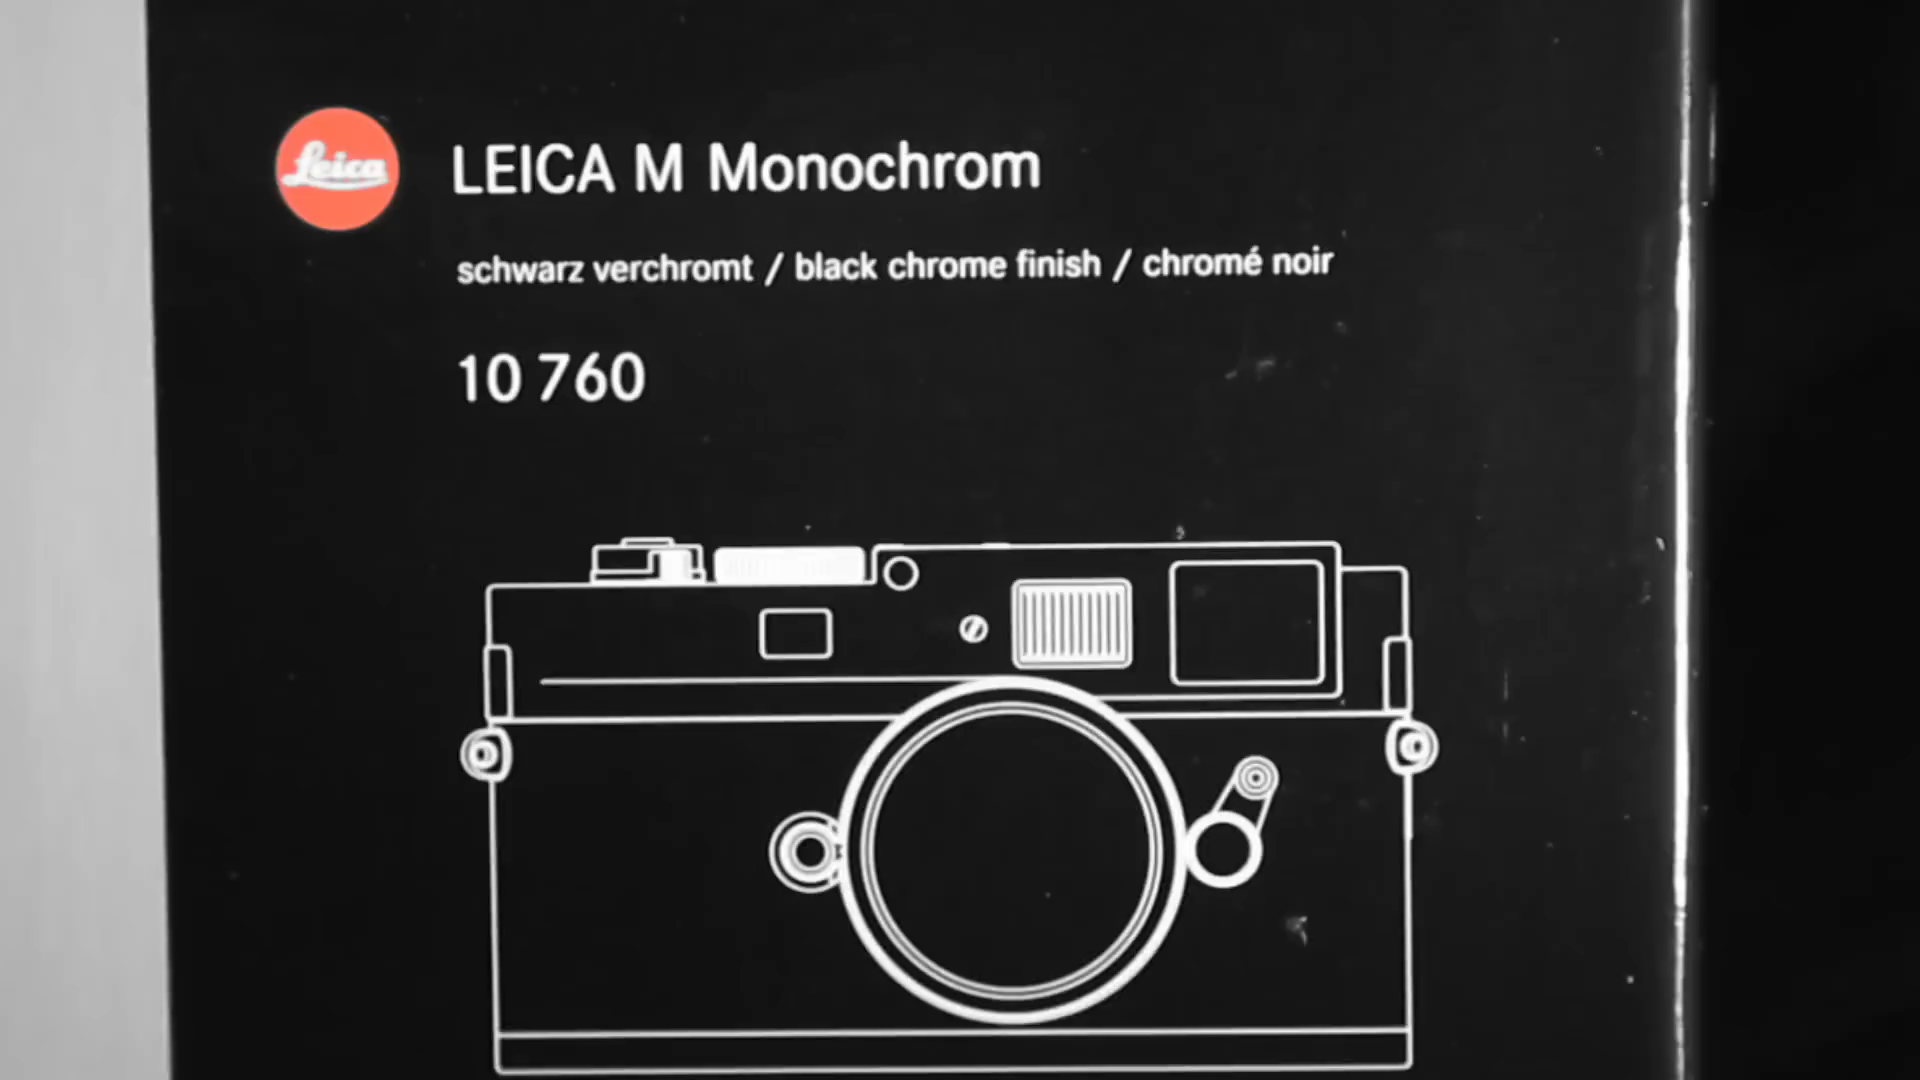 Leica
LEICA M Monochrom
schwarz verchromt / black chrome finish / chromé noir
10 760